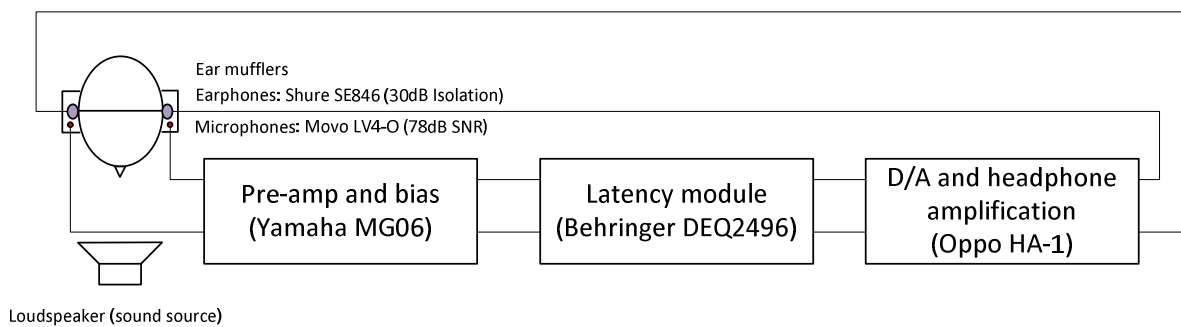 Ear mufflers
Earphones: Shure SE846 (30dB Isolation)
Microphones: Movo LV4-O (78dB SNR)
Pre-amp and bias
(Yamaha MG06)
Latency module
(Behringer DEQ2496)
D/A and headphone
amplification
(Oppo HA-1)
Loudspeaker (sound source)